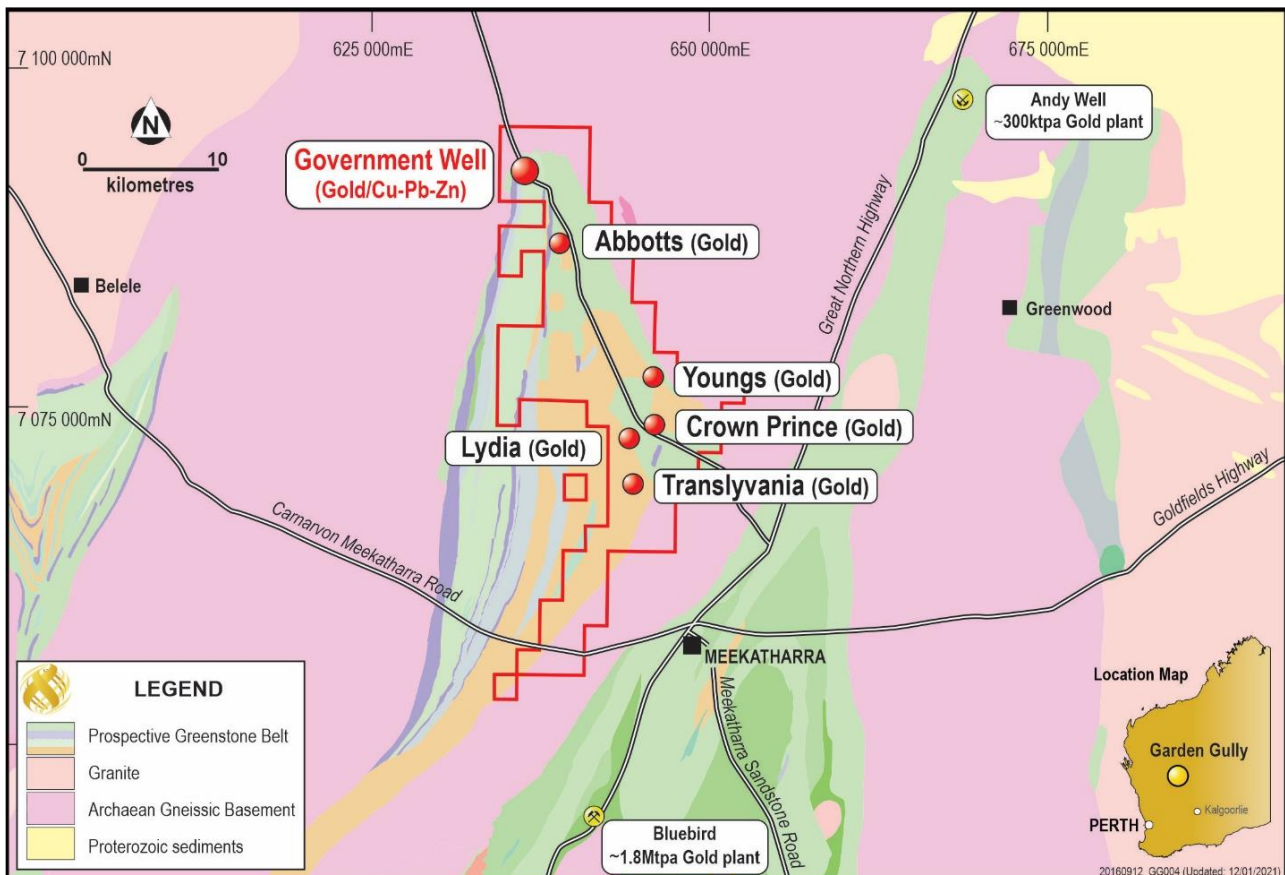 625 000mE
650 000mE
675 000mE
7 100 000mN
N
0 10
kilometres
Government Well
(Gold/Cu-Pb-Zn)
Andy Well
~300ktpa Gold plant
Abbotts (Gold)
Great Northern Highway
Belele
Greenwood
Youngs (Gold)
7 075 000mN
Crown Prince (Gold)
Lydia (Gold)
Translyvania (Gold)
Goldfields Highway
Carnarvon Meekatharra Road
MEEKATHARRA
Meekatharra Sandstone Road
Bluebird
~1.8Mtpa Gold plant
LEGEND
Prospective Greenstone Belt
Granite
Archaean Gneissic Basement
Proterozoic sediments
Location Map
Garden Gully
Kalgoorlie
PERTH
20160912_GG004 (Updated: 12/01/2021)